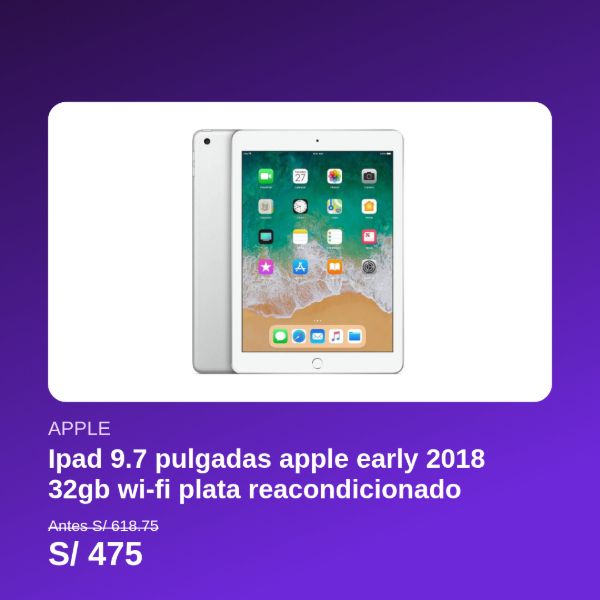 APPLE
Ipad 9.7 pulgadas apple early 2018
32gb wi-fi plata reacondicionado
Antes S/ 618.75
S/ 475